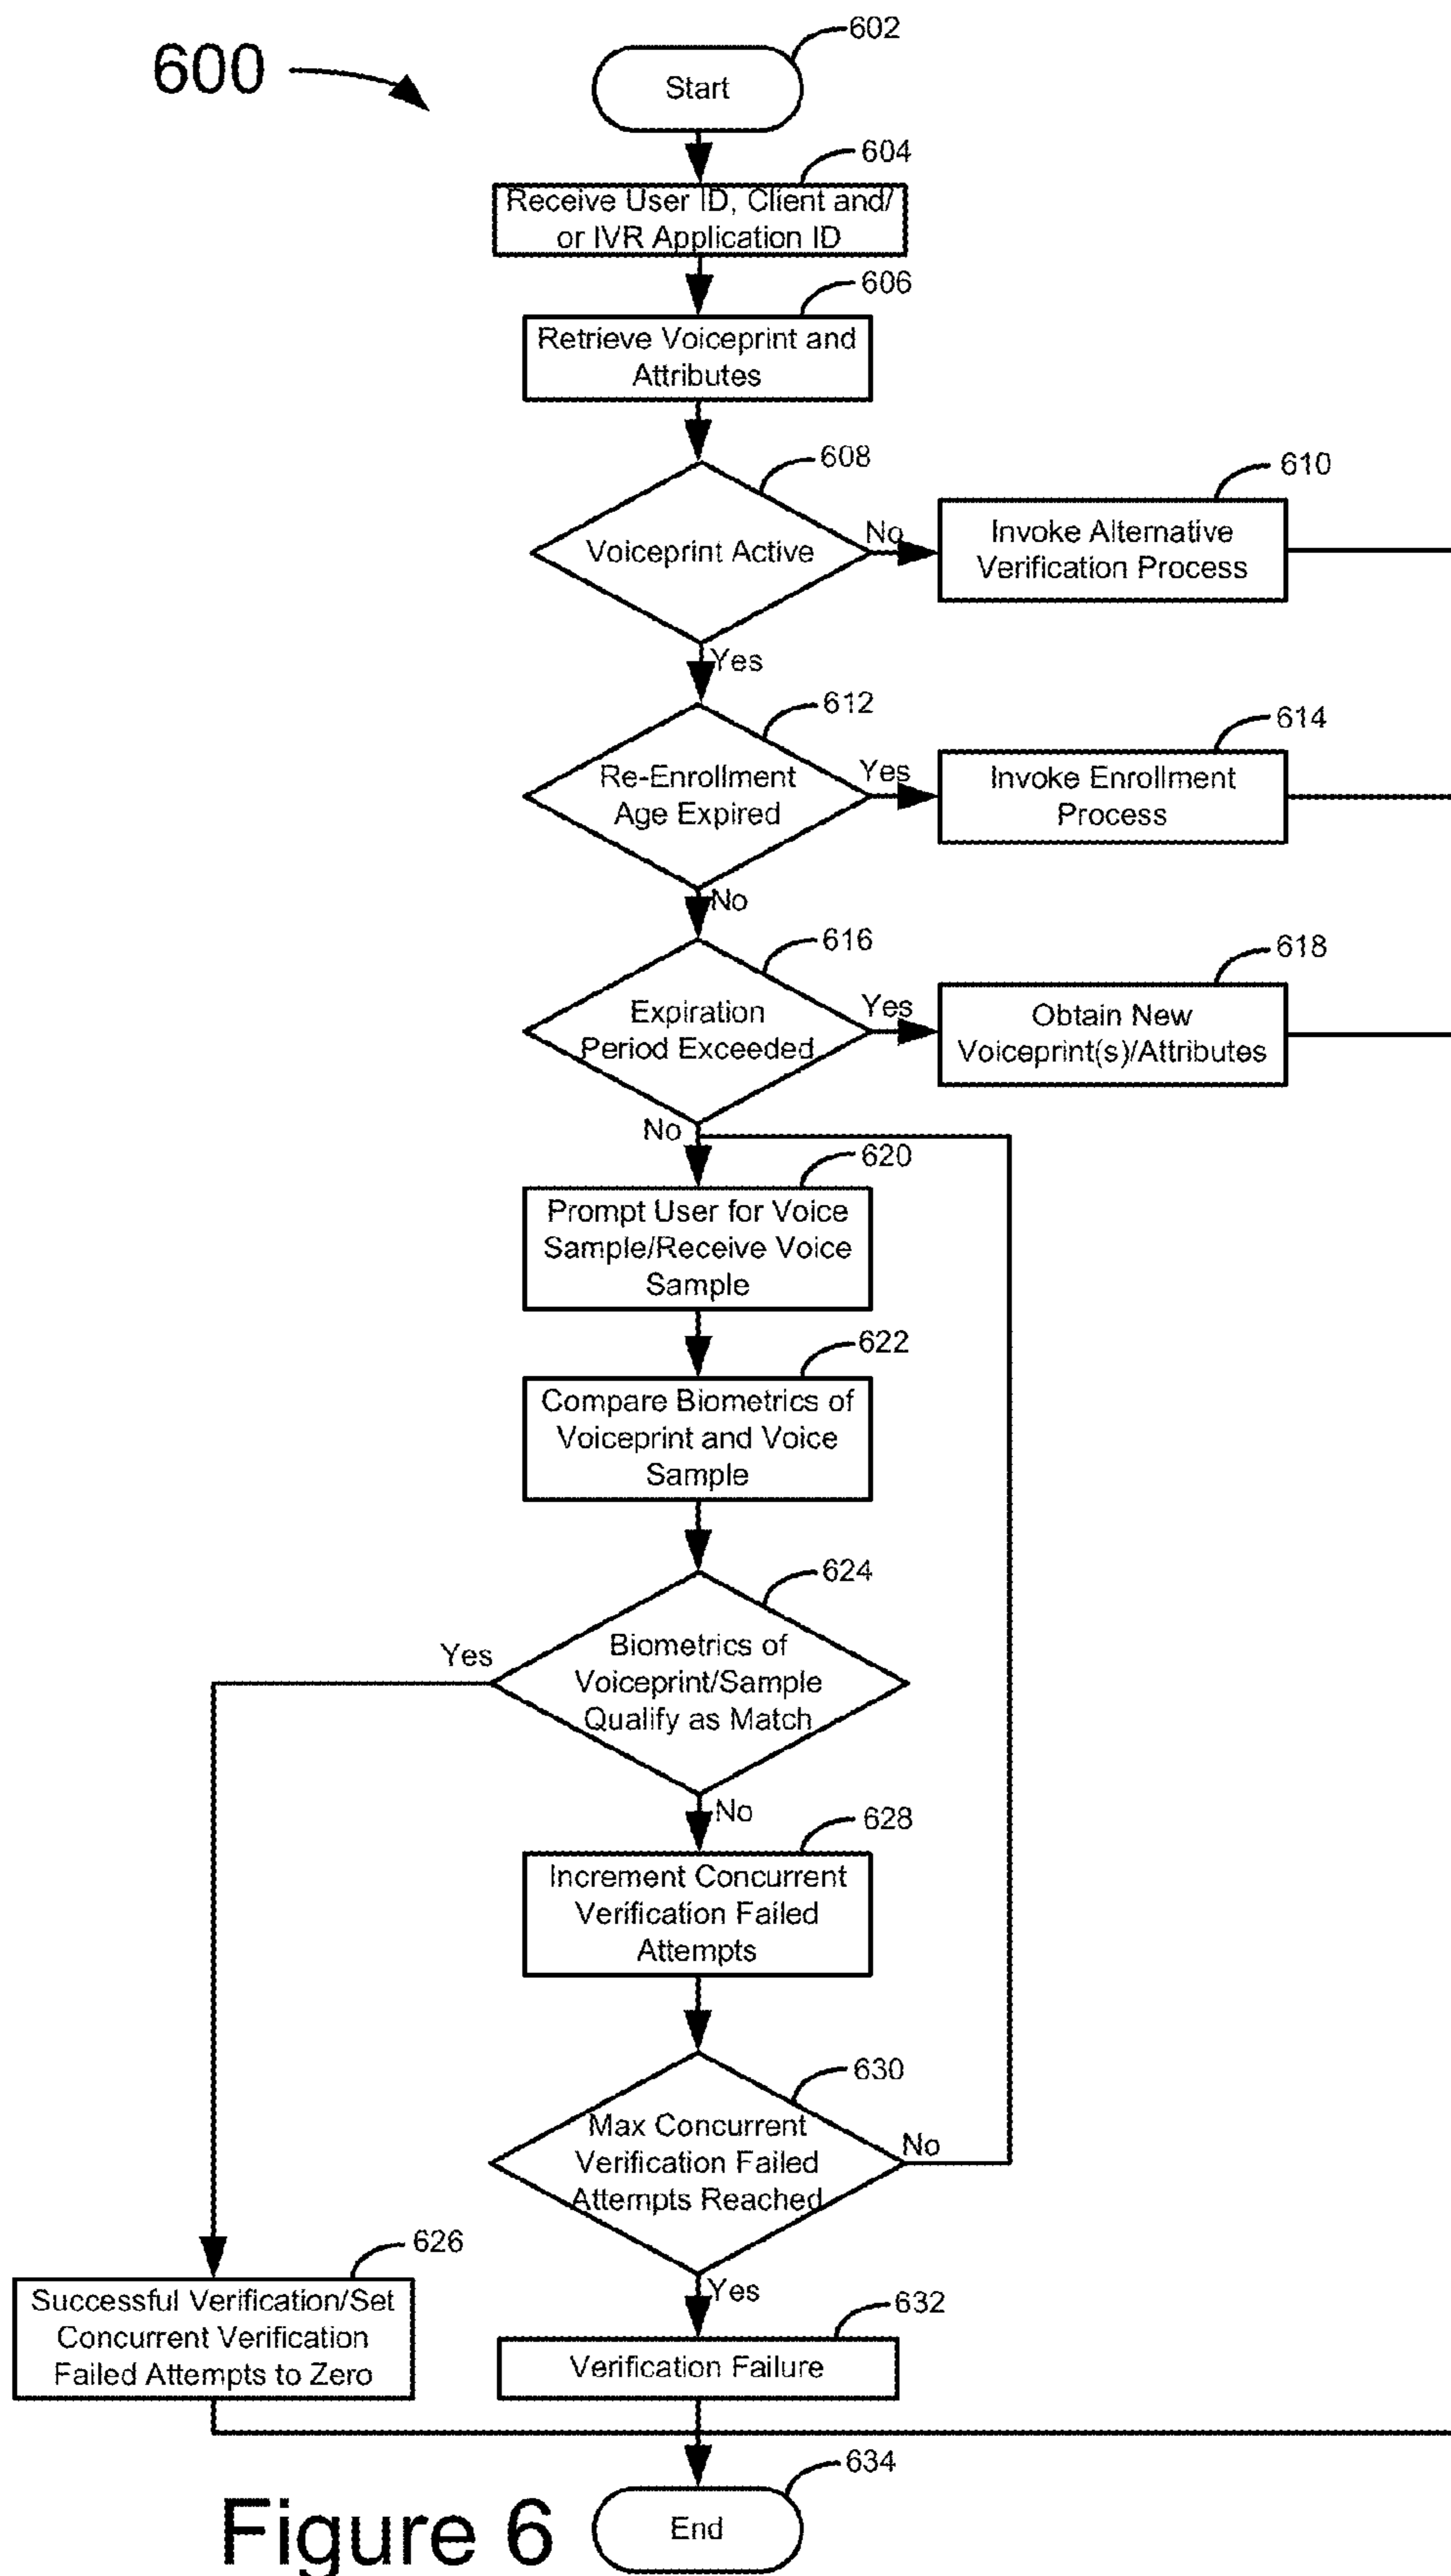 600
602
Start
604
Receive User ID, Client and/
or IVR Application ID
606
Retrieve Voiceprint and
Attributes
608
Voiceprint Active
No
610
Invoke Alternative
Verification Process
Yes
612
Re-Enrollment
Age Expired
Yes
614
Invoke Enrollment
Process
No
616
Expiration
Period Exceeded
Yes
618
Obtain New
Voiceprint(s)/Attributes
No
620
Prompt User for Voice
Sample/Receive Voice
Sample
622
Compare Biometrics of
Voiceprint and Voice
Sample
624
Biometrics of
Voiceprint/Sample
Qualify as Match
Yes
No
628
Increment Concurrent
Verification Failed
Attempts
630
Max Concurrent
Verification Failed
Attempts Reached
No
626
Successful Verification/Set
Concurrent Verification
Failed Attempts to Zero
Yes
632
Verification Failure
634
End
Figure 6